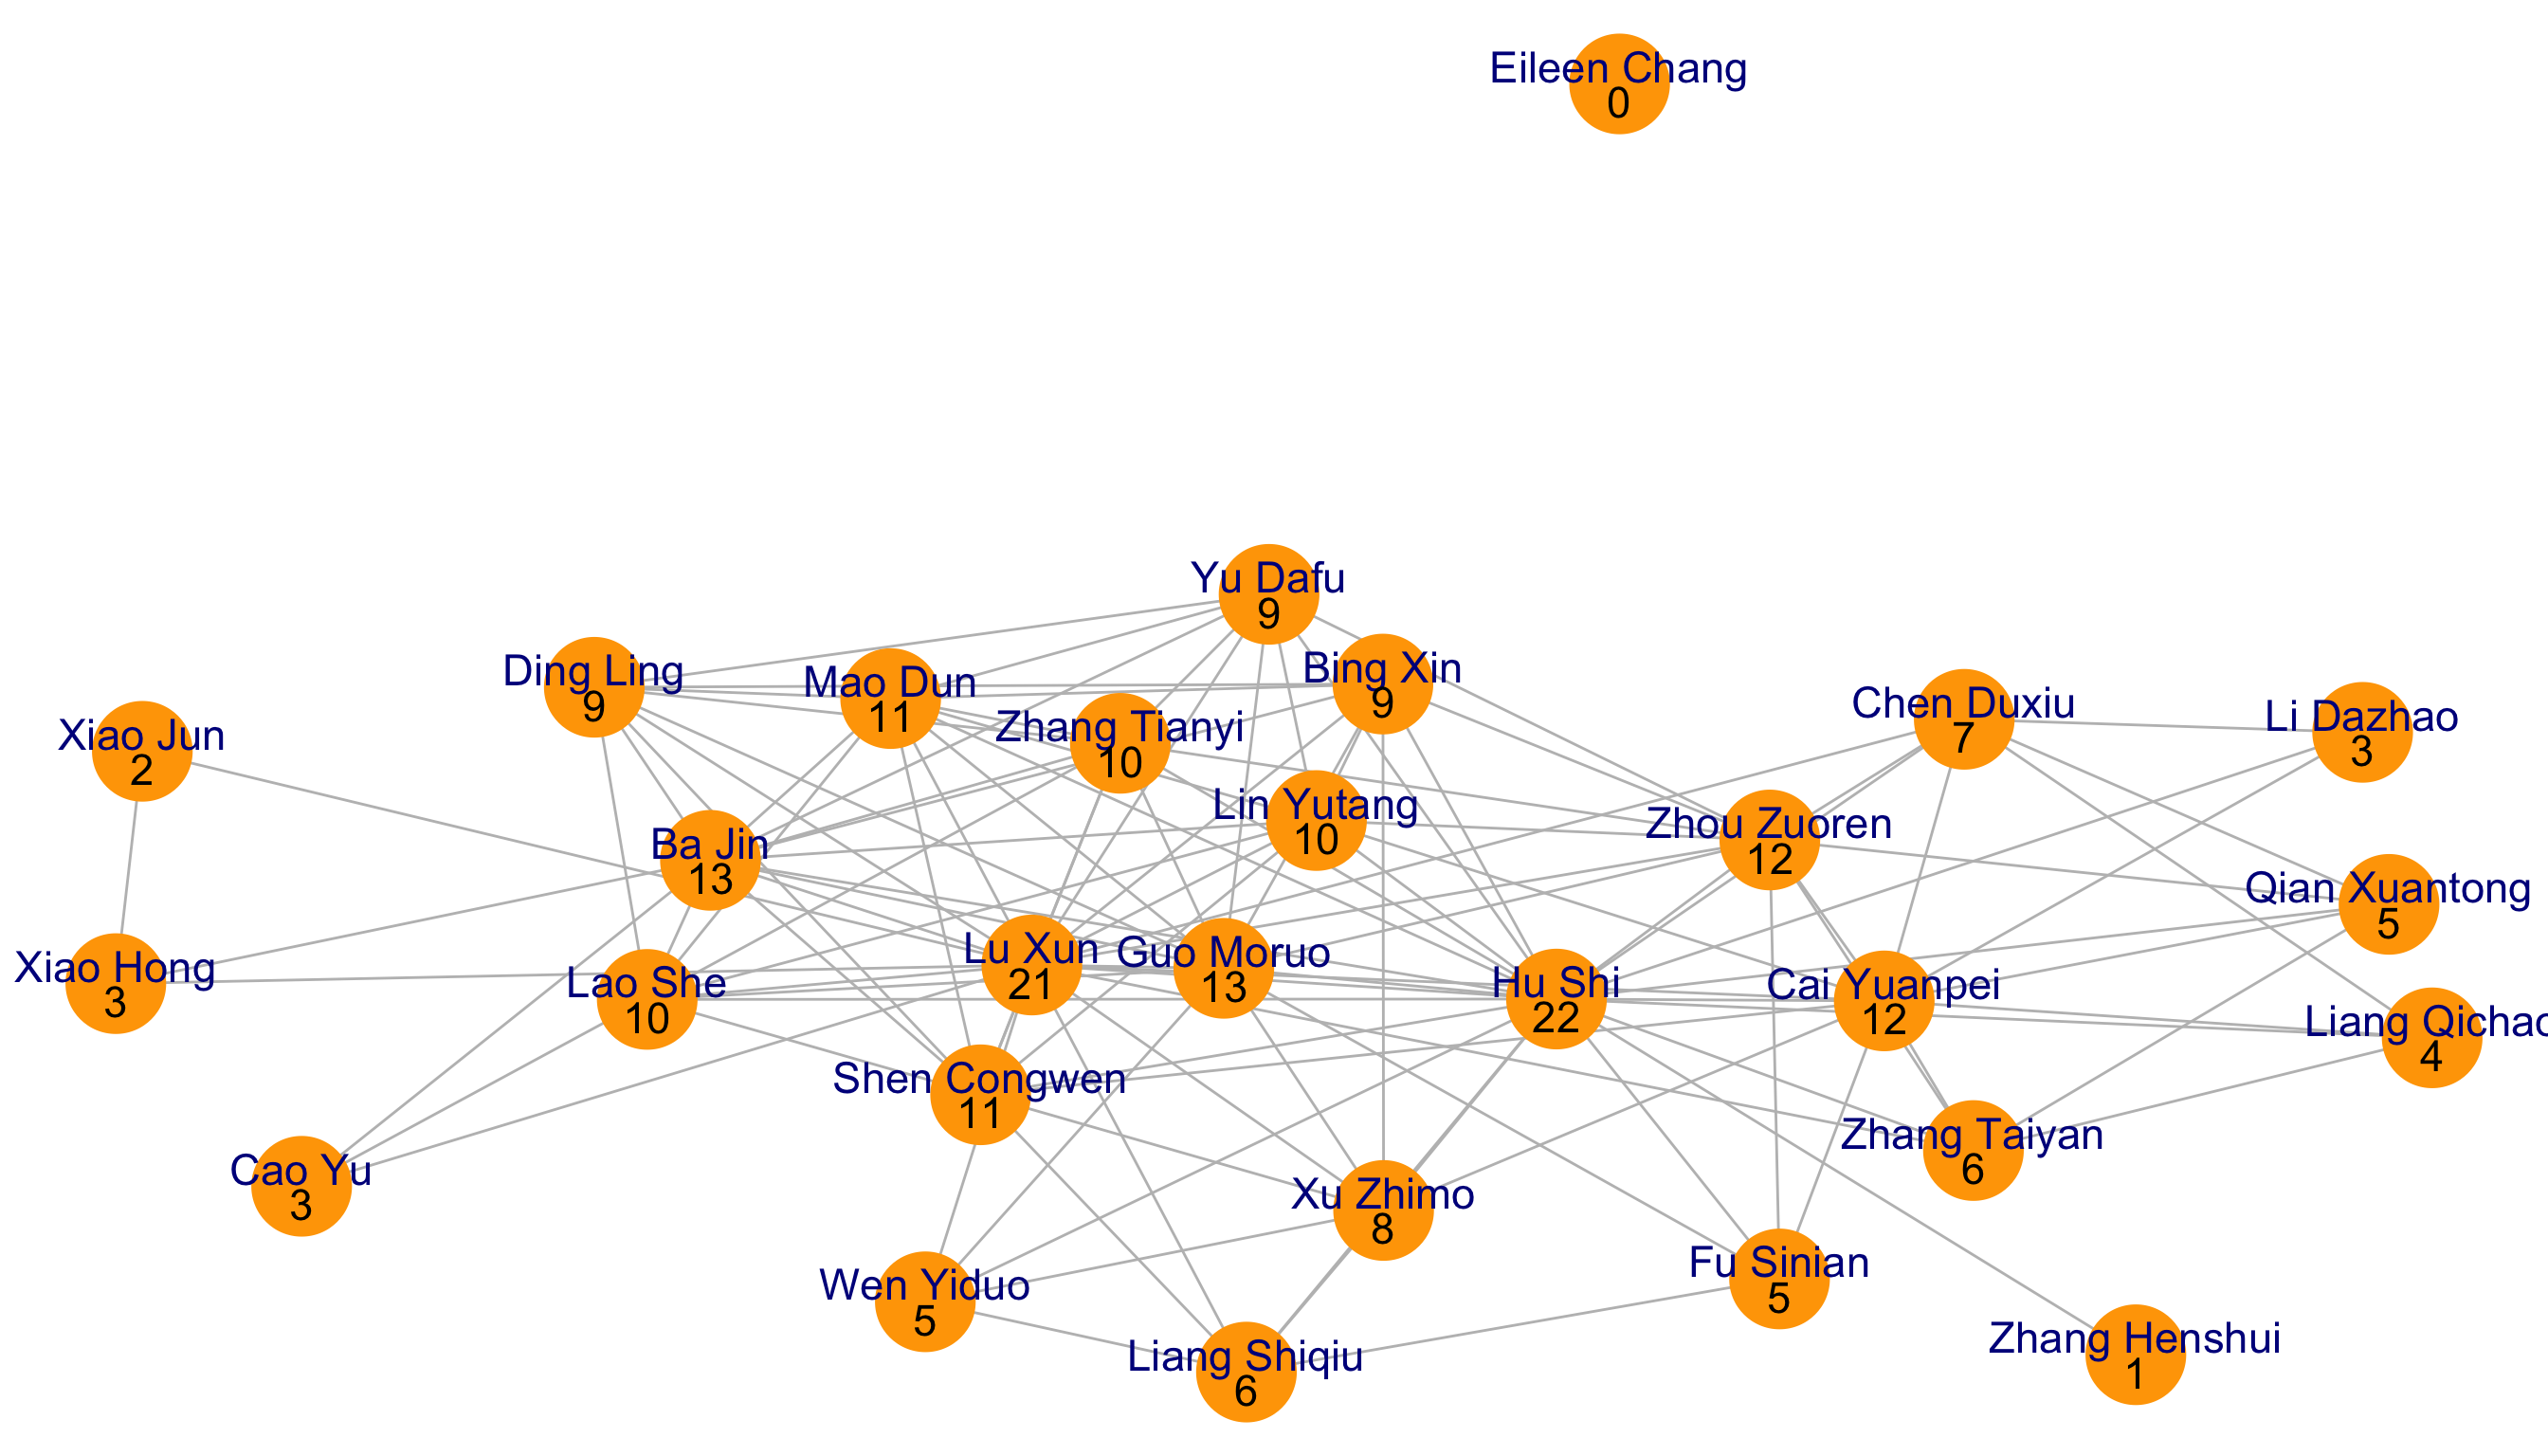 Eileen Chang
0
Yu Dafu
9
Ding Ling
9
Mao Dun
11
Bing Xin
9
Zhang Tianyi
10
Chen Duxiu
7
Li Dazhao
3
Xiao Jun
2
Lin Yutang
10
Zhou Zuoren
12
Ba Jin
13
Qian Xuantong
5
Xiao Hong
3
Lao She
10
Lu Xun
21
Guo Moruo
13
Hu Shi
22
Cai Yuanpei
12
Liang Qichao
4
Shen Congwen
11
Zhang Taiyan
6
Cao Yu
3
Xu Zhimo
8
Fu Sinian
5
Wen Yiduo
5
Liang Shiqiu
6
Zhang Henshui
1